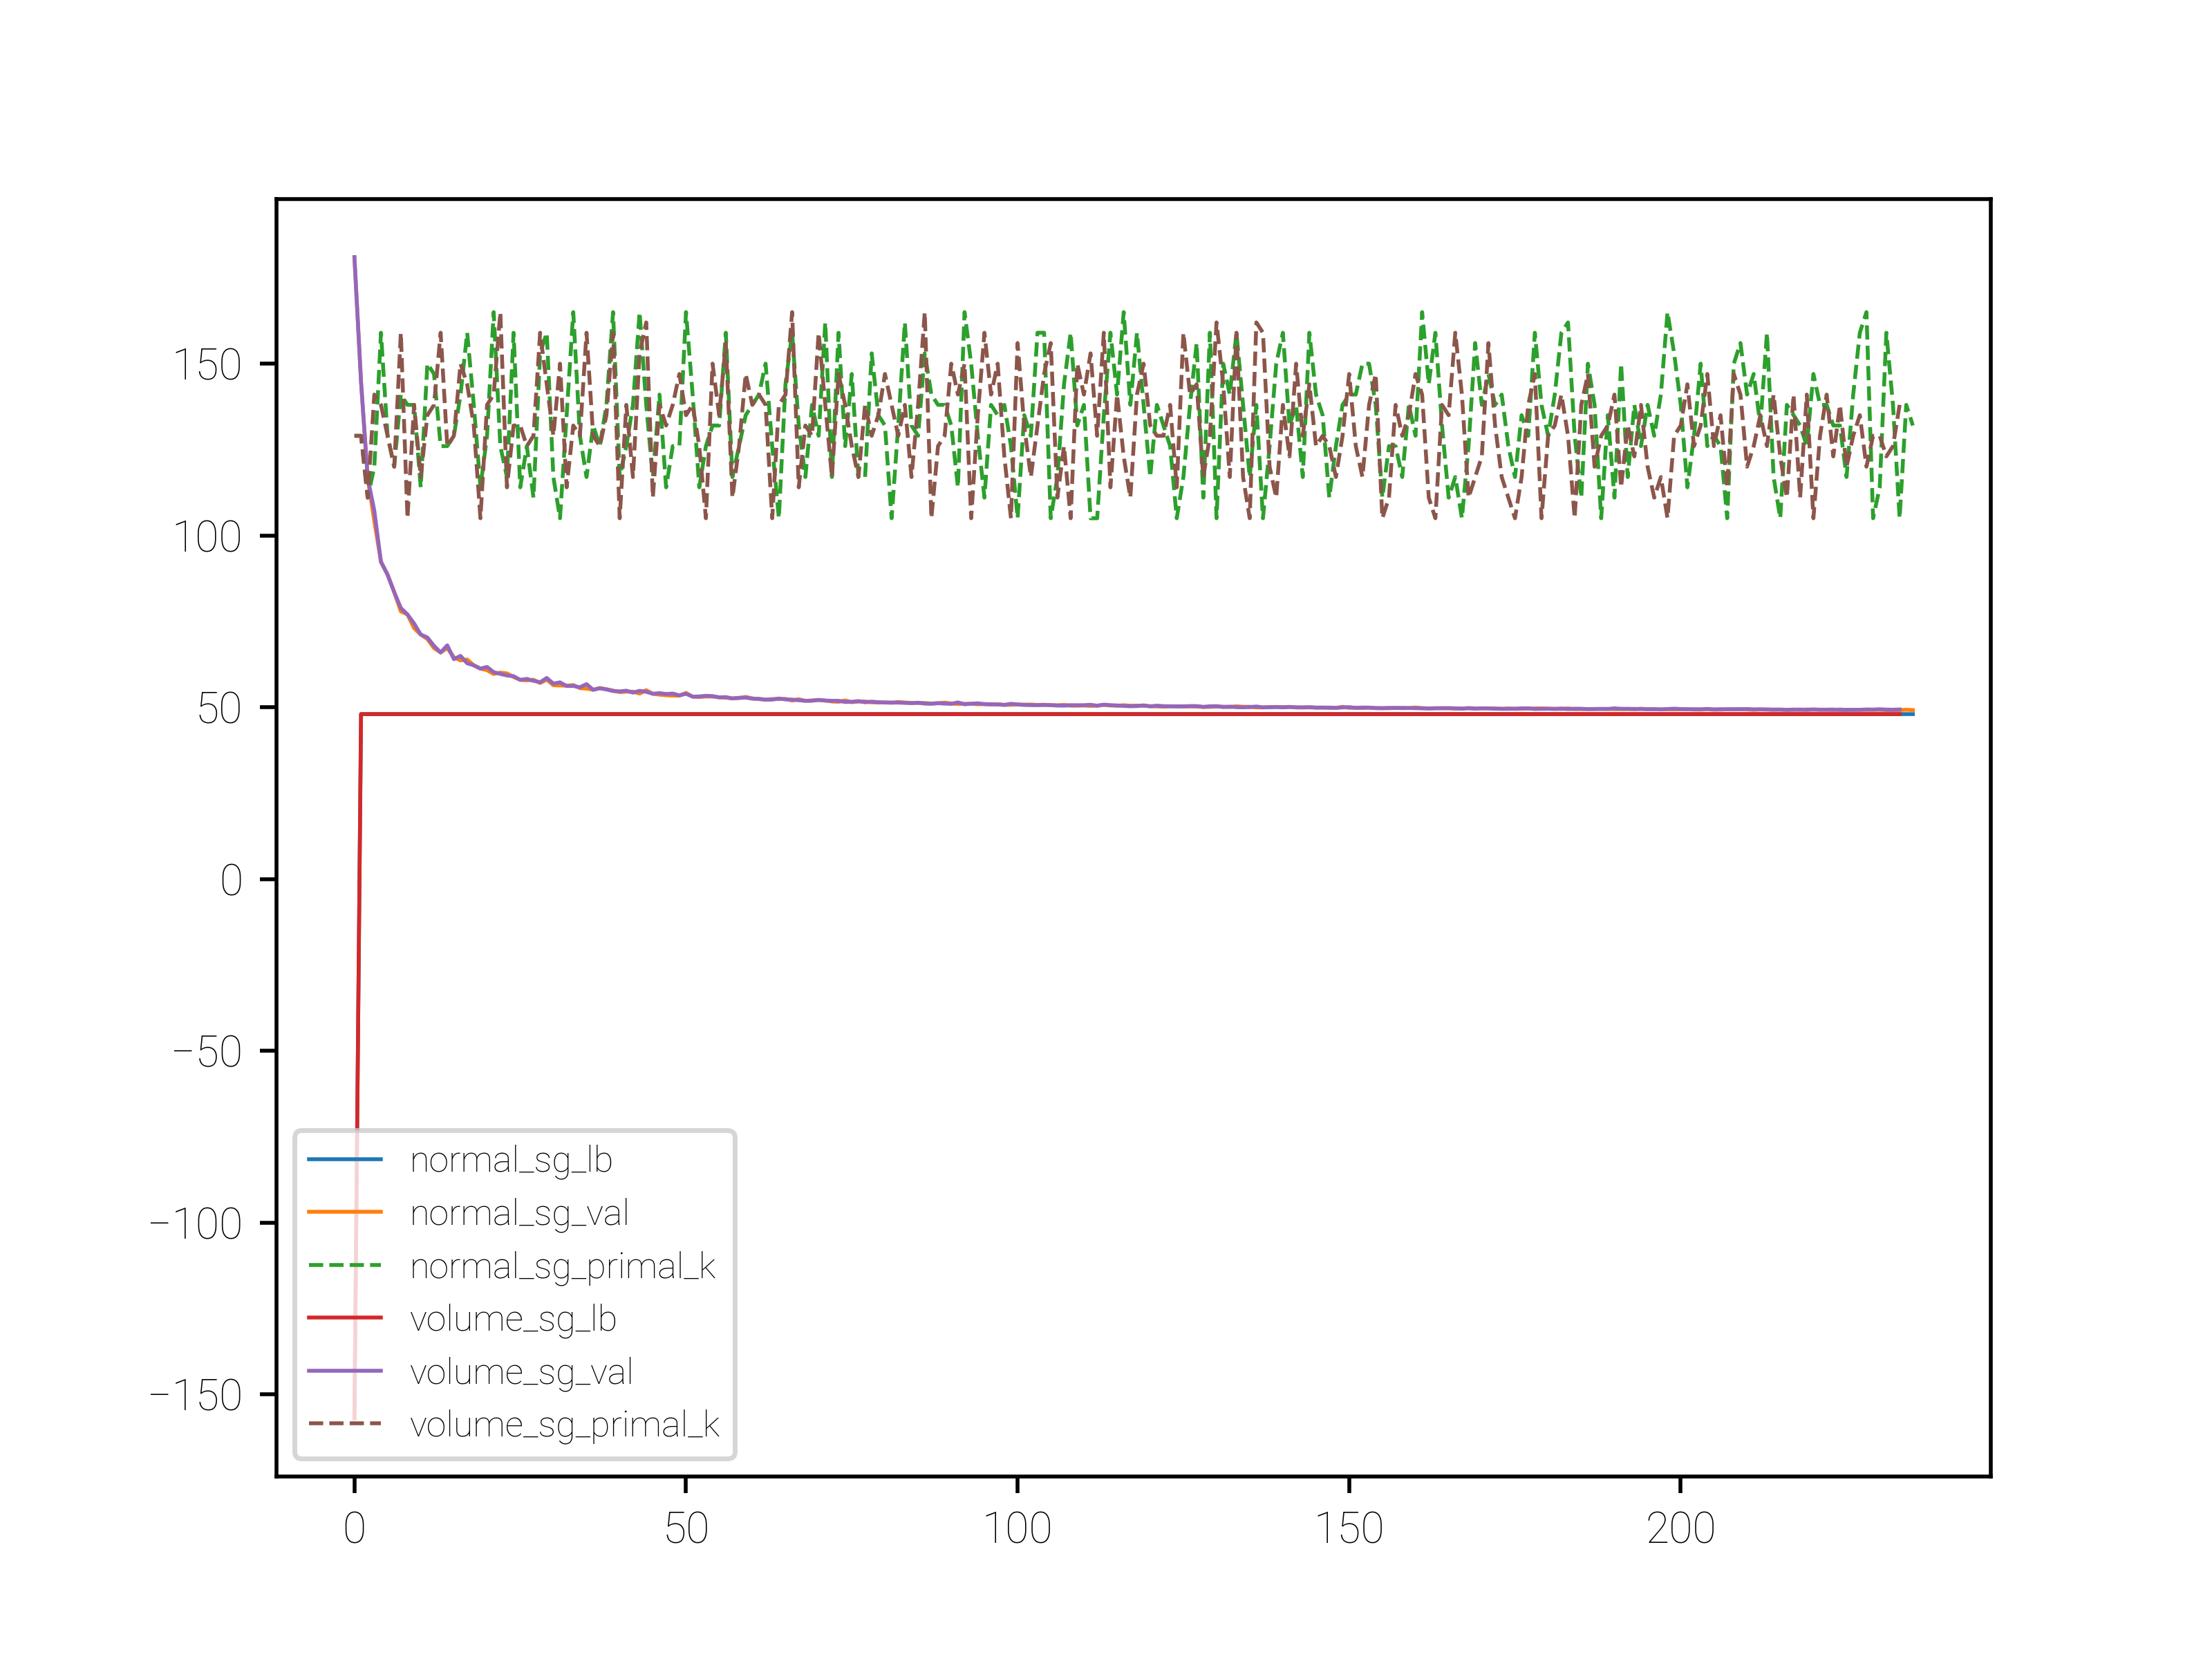 150
100
50
0
−50
−100
−150
normal_sg_lb
normal_sg_val
normal_sg_primal_k
volume_sg_lb
volume_sg_val
volume_sg_primal_k
0 50 100 150 200